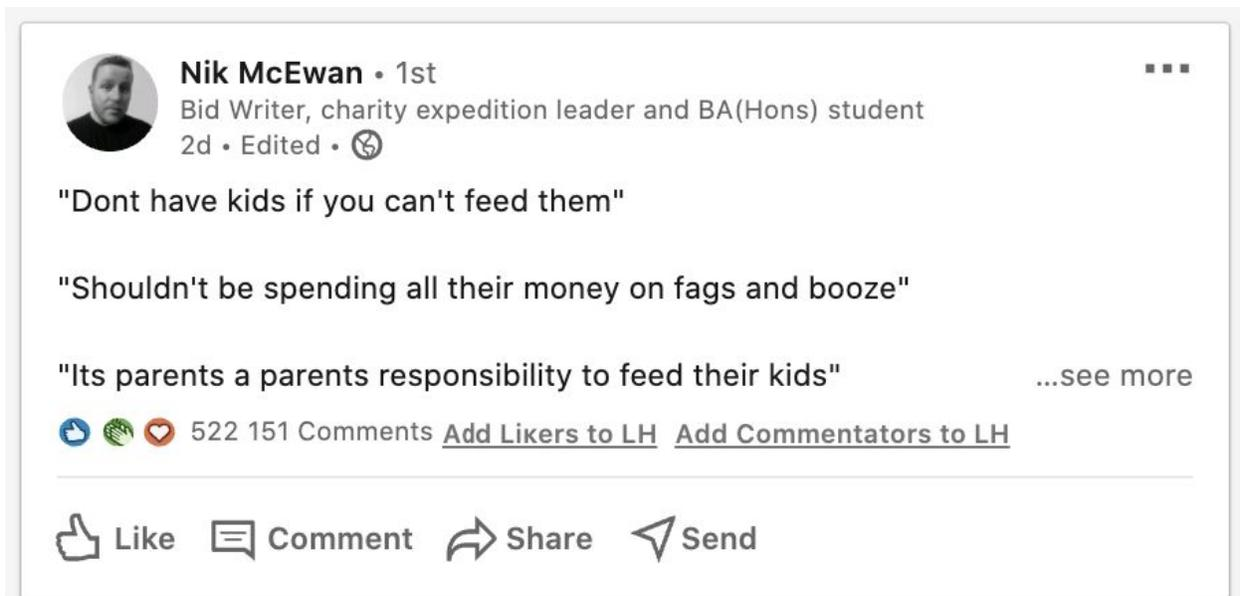 Nik McEwan • 1st
Bid Writer, charity expedition leader and BA(Hons) student
2d • Edited •
"Dont have kids if you can't feed them"
"Shouldn't be spending all their money on fags and booze"
"Its parents a parents responsibility to feed their kids" ...see more
522 151 Comments Add Likers to LH Add Commentators to LH
Like Comment Share Send